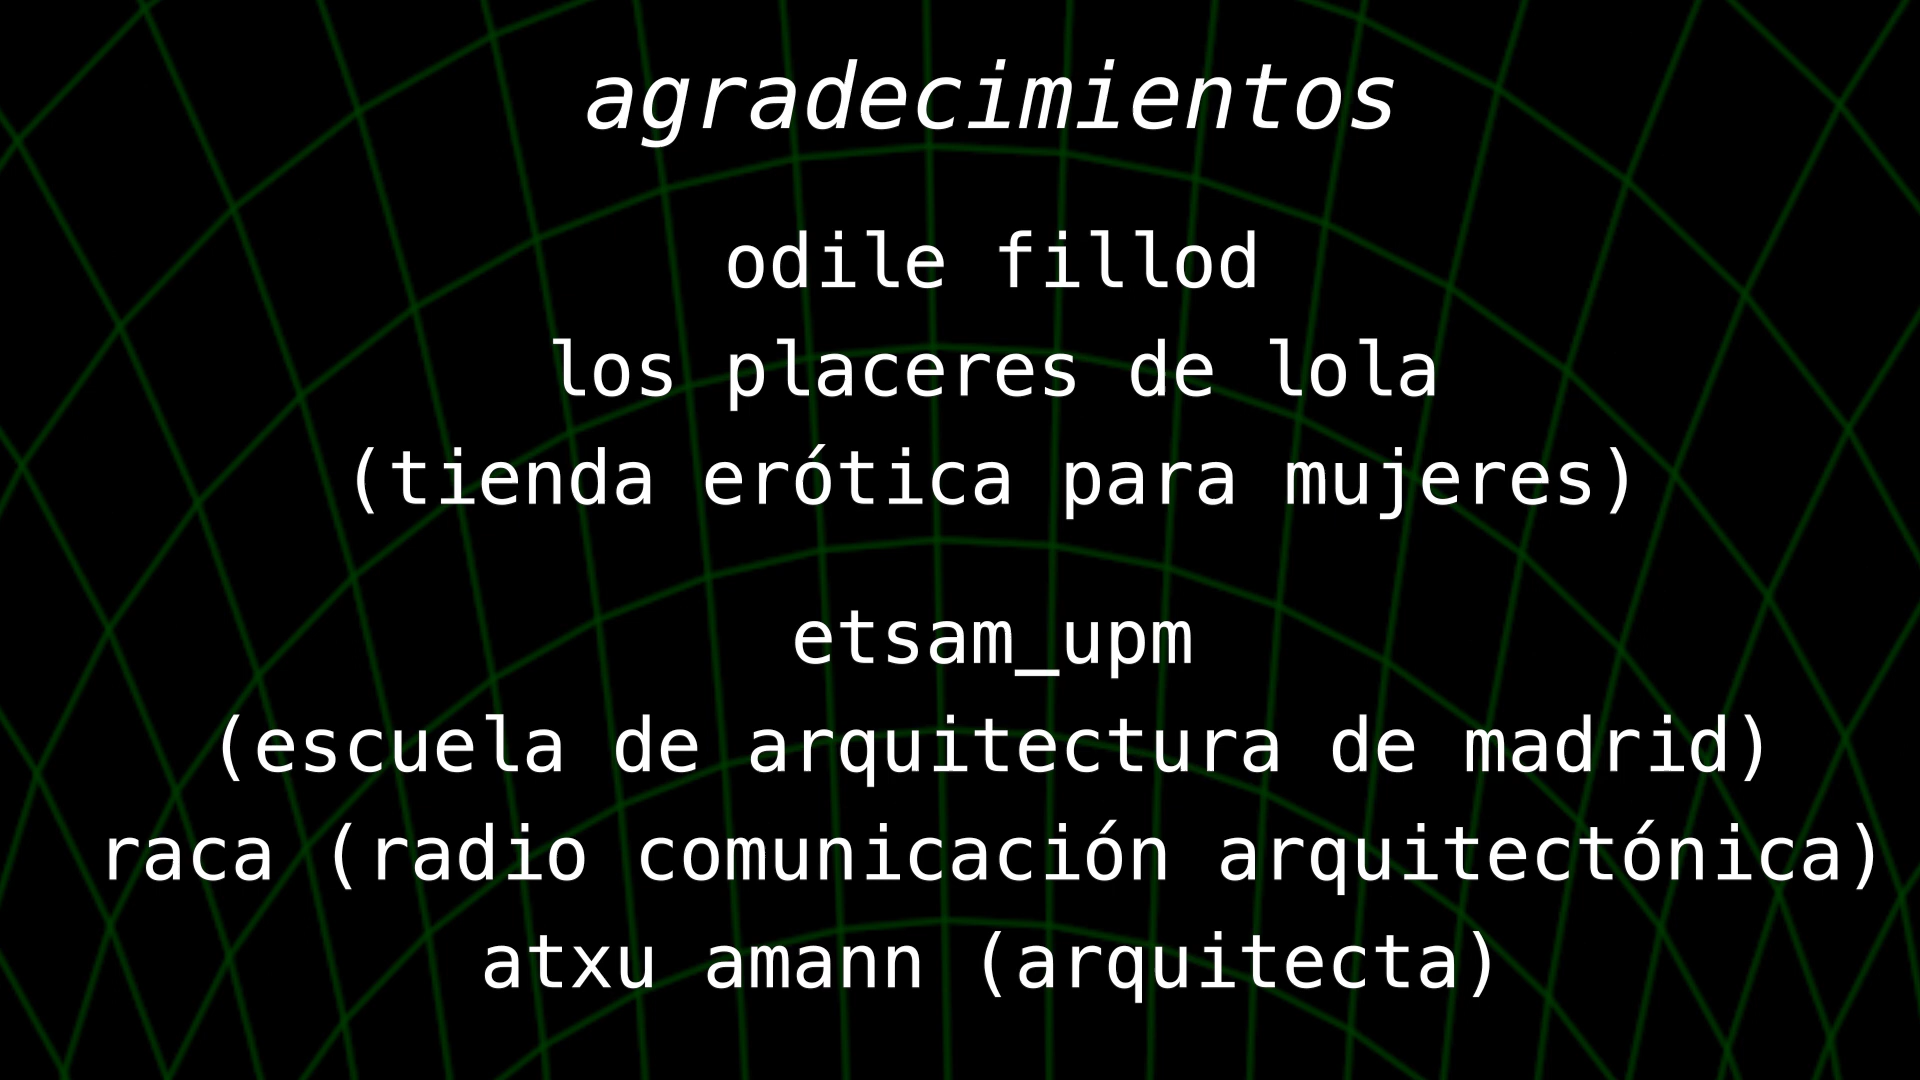 agradecimientos
odile fillod
los placeres de lola
(tienda erótica para mujeres)
etsam_upm
(escuela de arquitectura de madrid)
raca (radio comunicación arquitectónica)
atxu amann (arquitecta)